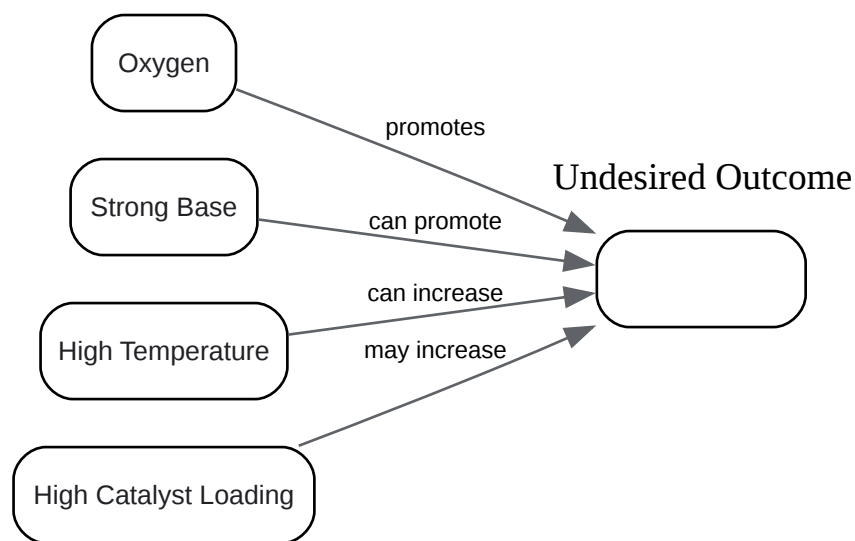 Oxygen
promotes
Undesired Outcome
Strong Base
can promote
can increase
High Temperature
may increase
High Catalyst Loading